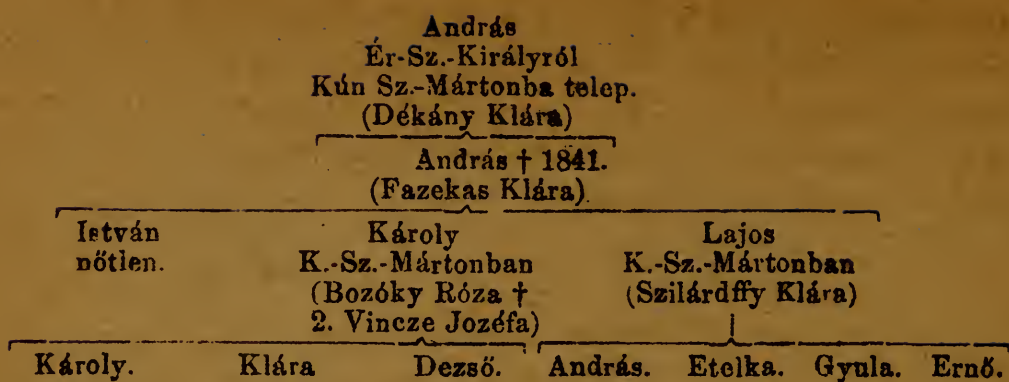 András
Ér-Sz.-Királyról
Kún Sz.-Mártonba telep.
(Dékány Klára)
András † 1841.
(Fazekas Klára).
István Károly Lajos
nőtlen. K.-Sz.-Mártonban K.-Sz.-Mártonban
(Bozóky Róza † (Szilárdffy Klára)
2. Vincze Jozéfa)
Károly. Klára Dezső. András. Etelka. Gyula. Ernő.